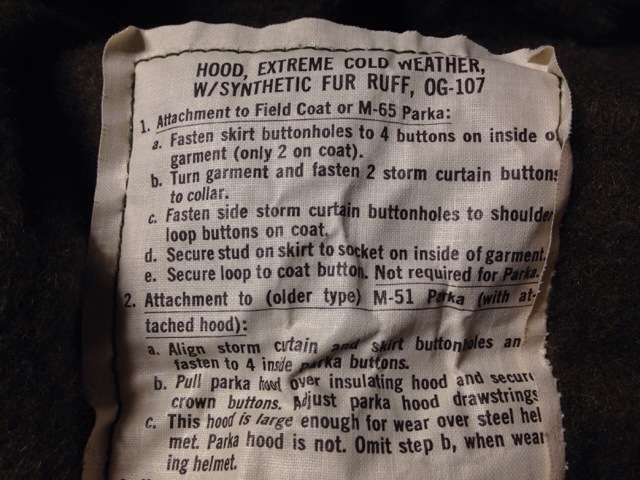 HOOD, EXTREME COLD WEATHER,
W/SYNTHETIC FUR RUFF, OG-107
1. Attachment to Field Coat or M-65 Parka:
a. Fasten skirt buttonholes to 4 buttons on inside of
garment (only 2 on coat).
b. Turn garment and fasten 2 storm curtain buttons
to collar.
c. Fasten side storm curtain buttonholes to shoulder
loop buttons on coat.
d. Secure stud on skirt to socket on inside of garment.
e. Secure loop to coat button. Not required for Parka.
2. Attachment to (older type) M-51 Parka (with at-
tached hood):
a. Align storm curtain and skirt buttonholes an
fasten to 4 inside parka buttons.
b. Pull parka hood over insulating hood and secure
crown buttons. Adjust parka hood drawstrings
c. This hood is large enough for wear over steel hel
met. Parka hood is not. Omit step b, when wear
ing helmet.